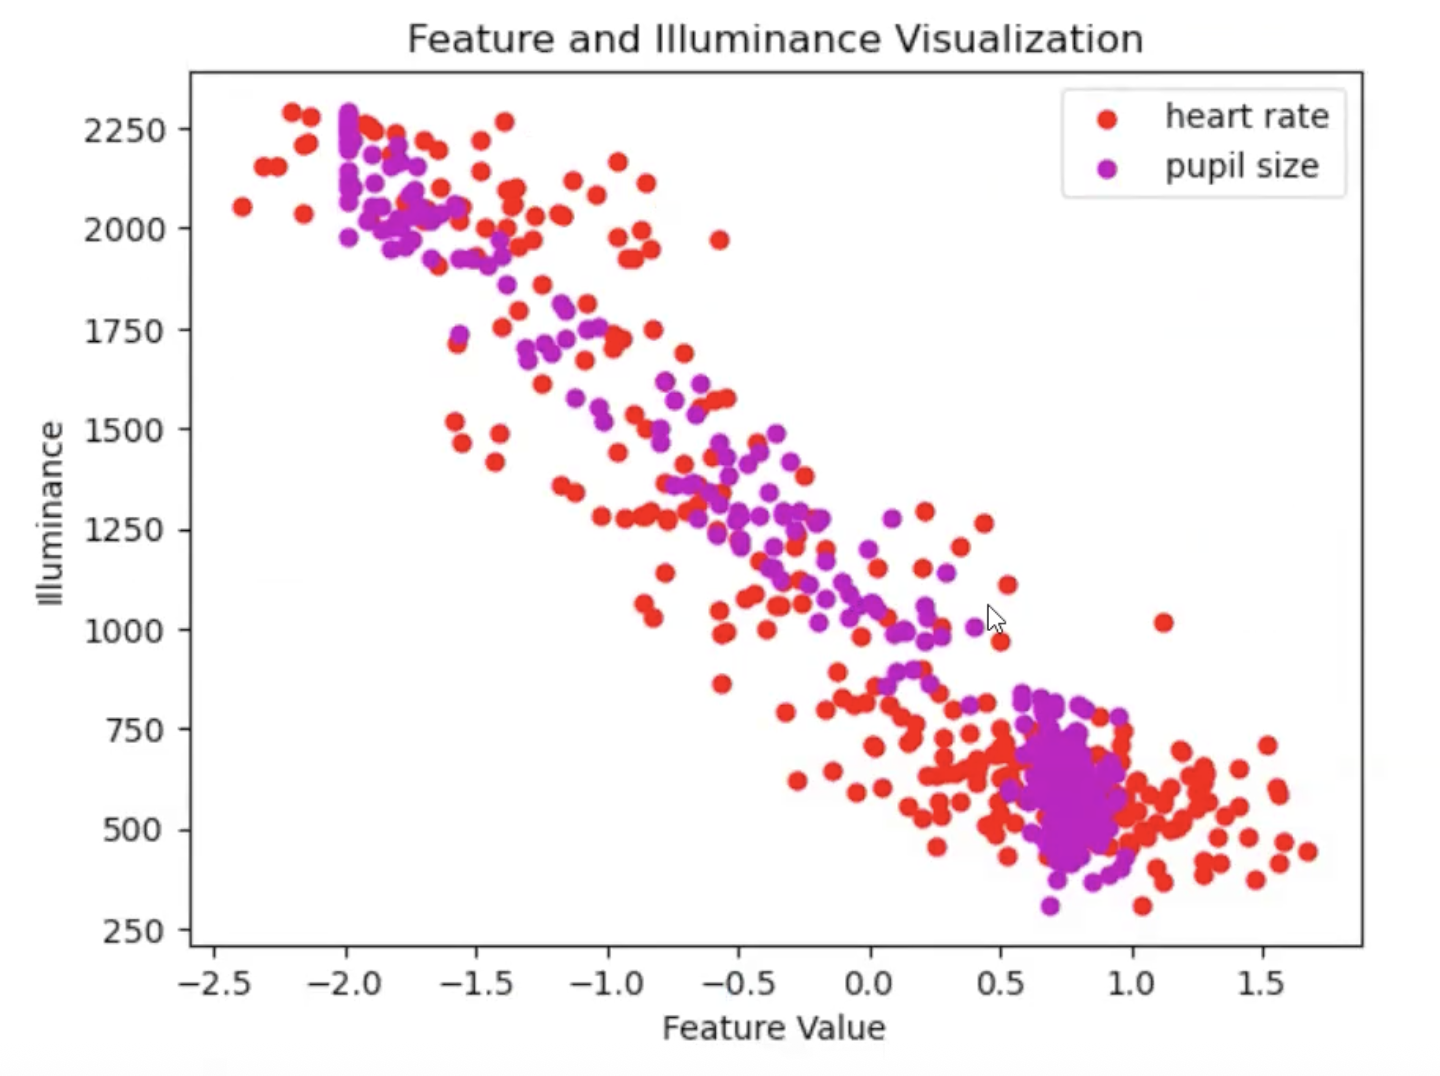 Feature and Illuminance Visualization
heart rate
pupil size
2250
2000
1750
1500
1250
1000
750
500
250
Illuminance
−2.5 −2.0 −1.5 −1.0 −0.5 0.0 0.5 1.0 1.5
Feature Value